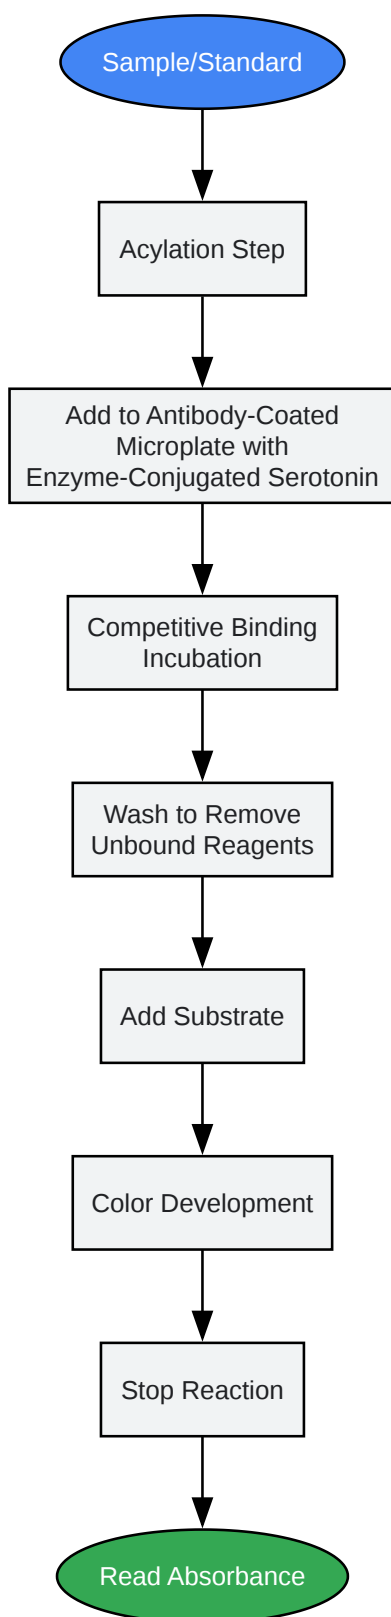 Sample/Standard
Acylation Step
Add to Antibody-Coated
Microplate with
Enzyme-Conjugated Serotonin
Competitive Binding
Incubation
Wash to Remove
Unbound Reagents
Add Substrate
Color Development
Stop Reaction
Read Absorbance